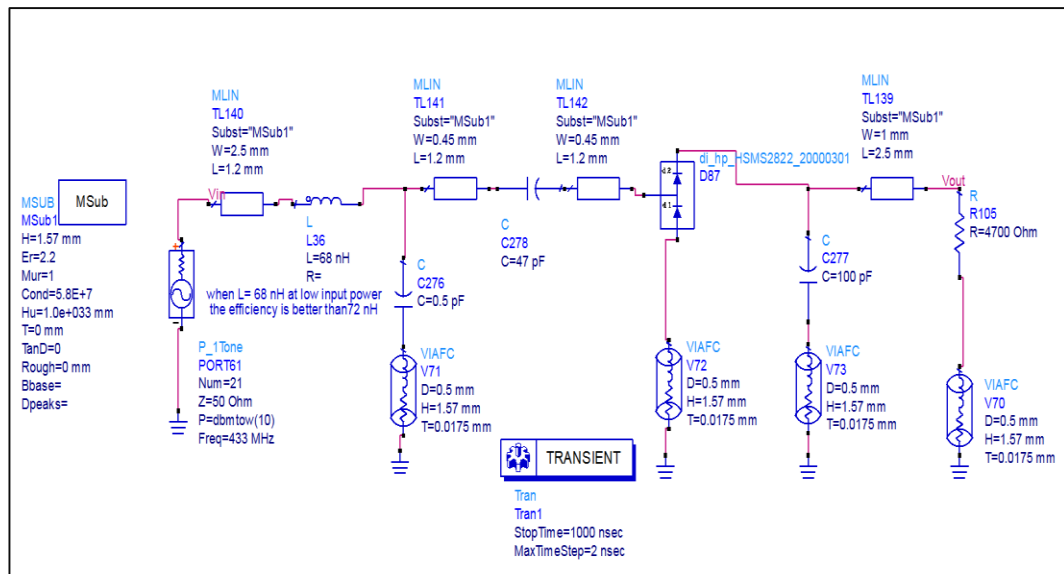 MLIN
TL140
Subst="MSub1"
W=2.5 mm
L=1.2 mm
MLIN
TL141
Subst="MSub1"
W=0.45 mm
L=1.2 mm
MLIN
TL142
Subst="MSub1"
W=0.45 mm
L=1.2 mm
MLIN
TL139
Subst="MSub1"
W=1 mm
L=2.5 mm
di_hp_HSMS2822_20000301
D87
Vin
Vout
MSub
MSUB
MSub1
H=1.57 mm
Er=2.2
Mur=1
Cond=5.8E+7
Hu=1.0e+033 mm
T=0 mm
TanD=0
Rough=0 mm
Bbase=
Dpeaks=
L
L36
L=68 nH
R=
when L= 68 nH at low input power
the efficiency is better than72 nH
P_1Tone
PORT61
Num=21
Z=50 Ohm
P=dbmtow(10)
Freq=433 MHz
C
C276
C=0.5 pF
C
C278
C=47 pF
C
C277
C=100 pF
R
R105
R=4700 Ohm
VIAFC
V71
D=0.5 mm
H=1.57 mm
T=0.0175 mm
VIAFC
V72
D=0.5 mm
H=1.57 mm
T=0.0175 mm
VIAFC
V73
D=0.5 mm
H=1.57 mm
T=0.0175 mm
VIAFC
V70
D=0.5 mm
H=1.57 mm
T=0.0175 mm
TRANSIENT
Tran
Tran1
StopTime=1000 nsec
MaxTimeStep=2 nsec